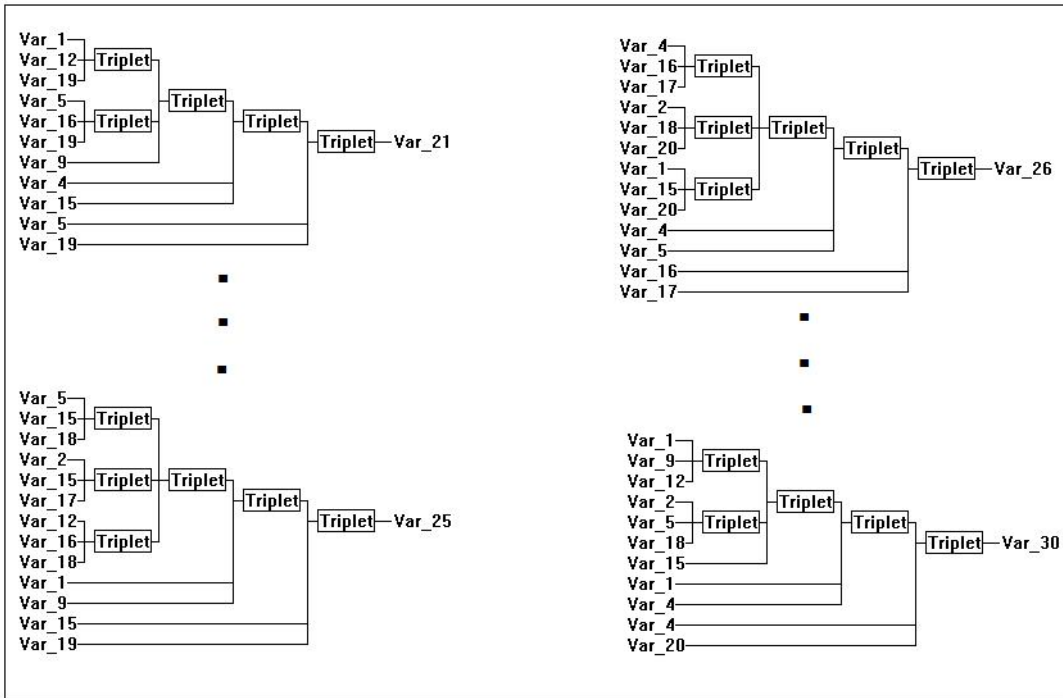 Var_1
Var_12
Triplet
Var_19
Triplet
Var_5
Triplet
Var_16
Triplet
Var_19
Triplet
Var_21
Var_9
Var_4
Var_15
Var_5
Var_19
Var_4
Var_16
Triplet
Var_17
Var_2
Var_18
Triplet
Triplet
Var_20
Triplet
Var_1
Triplet
Var_26
Var_15
Triplet
Var_20
Var_4
Var_5
Var_16
Var_17
Var_5
Var_15
Triplet
Var_18
Var_2
Var_15
Triplet
Triplet
Var_17
Triplet
Var_12
Triplet
Var_25
Var_16
Triplet
Var_18
Var_1
Var_9
Var_15
Var_19
Var_1
Var_9
Triplet
Var_12
Triplet
Var_2
Var_5
Triplet
Triplet
Var_18
Triplet
Var_30
Var_15
Var_1
Var_4
Var_4
Var_20